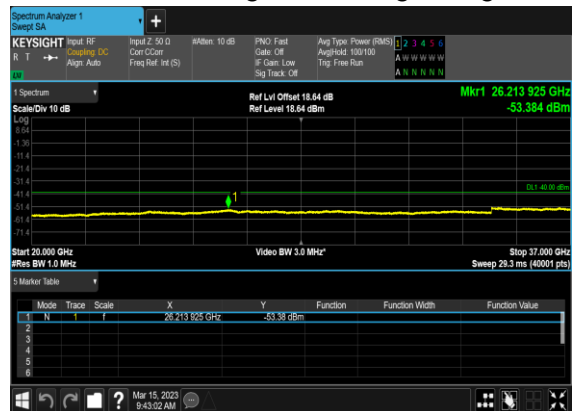 Spectrum Analyzer 1
Swept SA
KEYSIGHT Input: RF Input Z: 50 Ω #Atten: 10 dB PNO: Fast Avg Type: Power (RMS) 1 2 3 4 5 6
R T Coupling: DC Corr CCorr Gate: Off Avg|Hold: 100/100 A W W W W W
Align: Auto Freq Ref: Int (S) IF Gain: Low Trig: Free Run
Sig Track: Off A N N N N N
1 Spectrum Ref Lvl Offset 18.64 dB Mkr1 26.213 925 GHz
Scale/Div 10 dB Ref Level 18.64 dBm -53.384 dBm
Log
8.64
-1.36
-11.4
-21.4
-31.4
DL1 -40.00 dBm
-41.4
1
-51.4
-61.4
-71.4
Start 20.000 GHz Video BW 3.0 MHz* Stop 37.000 GHz
#Res BW 1.0 MHz Sweep 29.3 ms (40001 pts)
5 Marker Table
Mode Trace Scale X Y Function Function Width Function Value
1 N 1 f 26.213 925 GHz -53.38 dBm
2
3
4
5
6
? Mar 15, 2023
9:43:02 AM